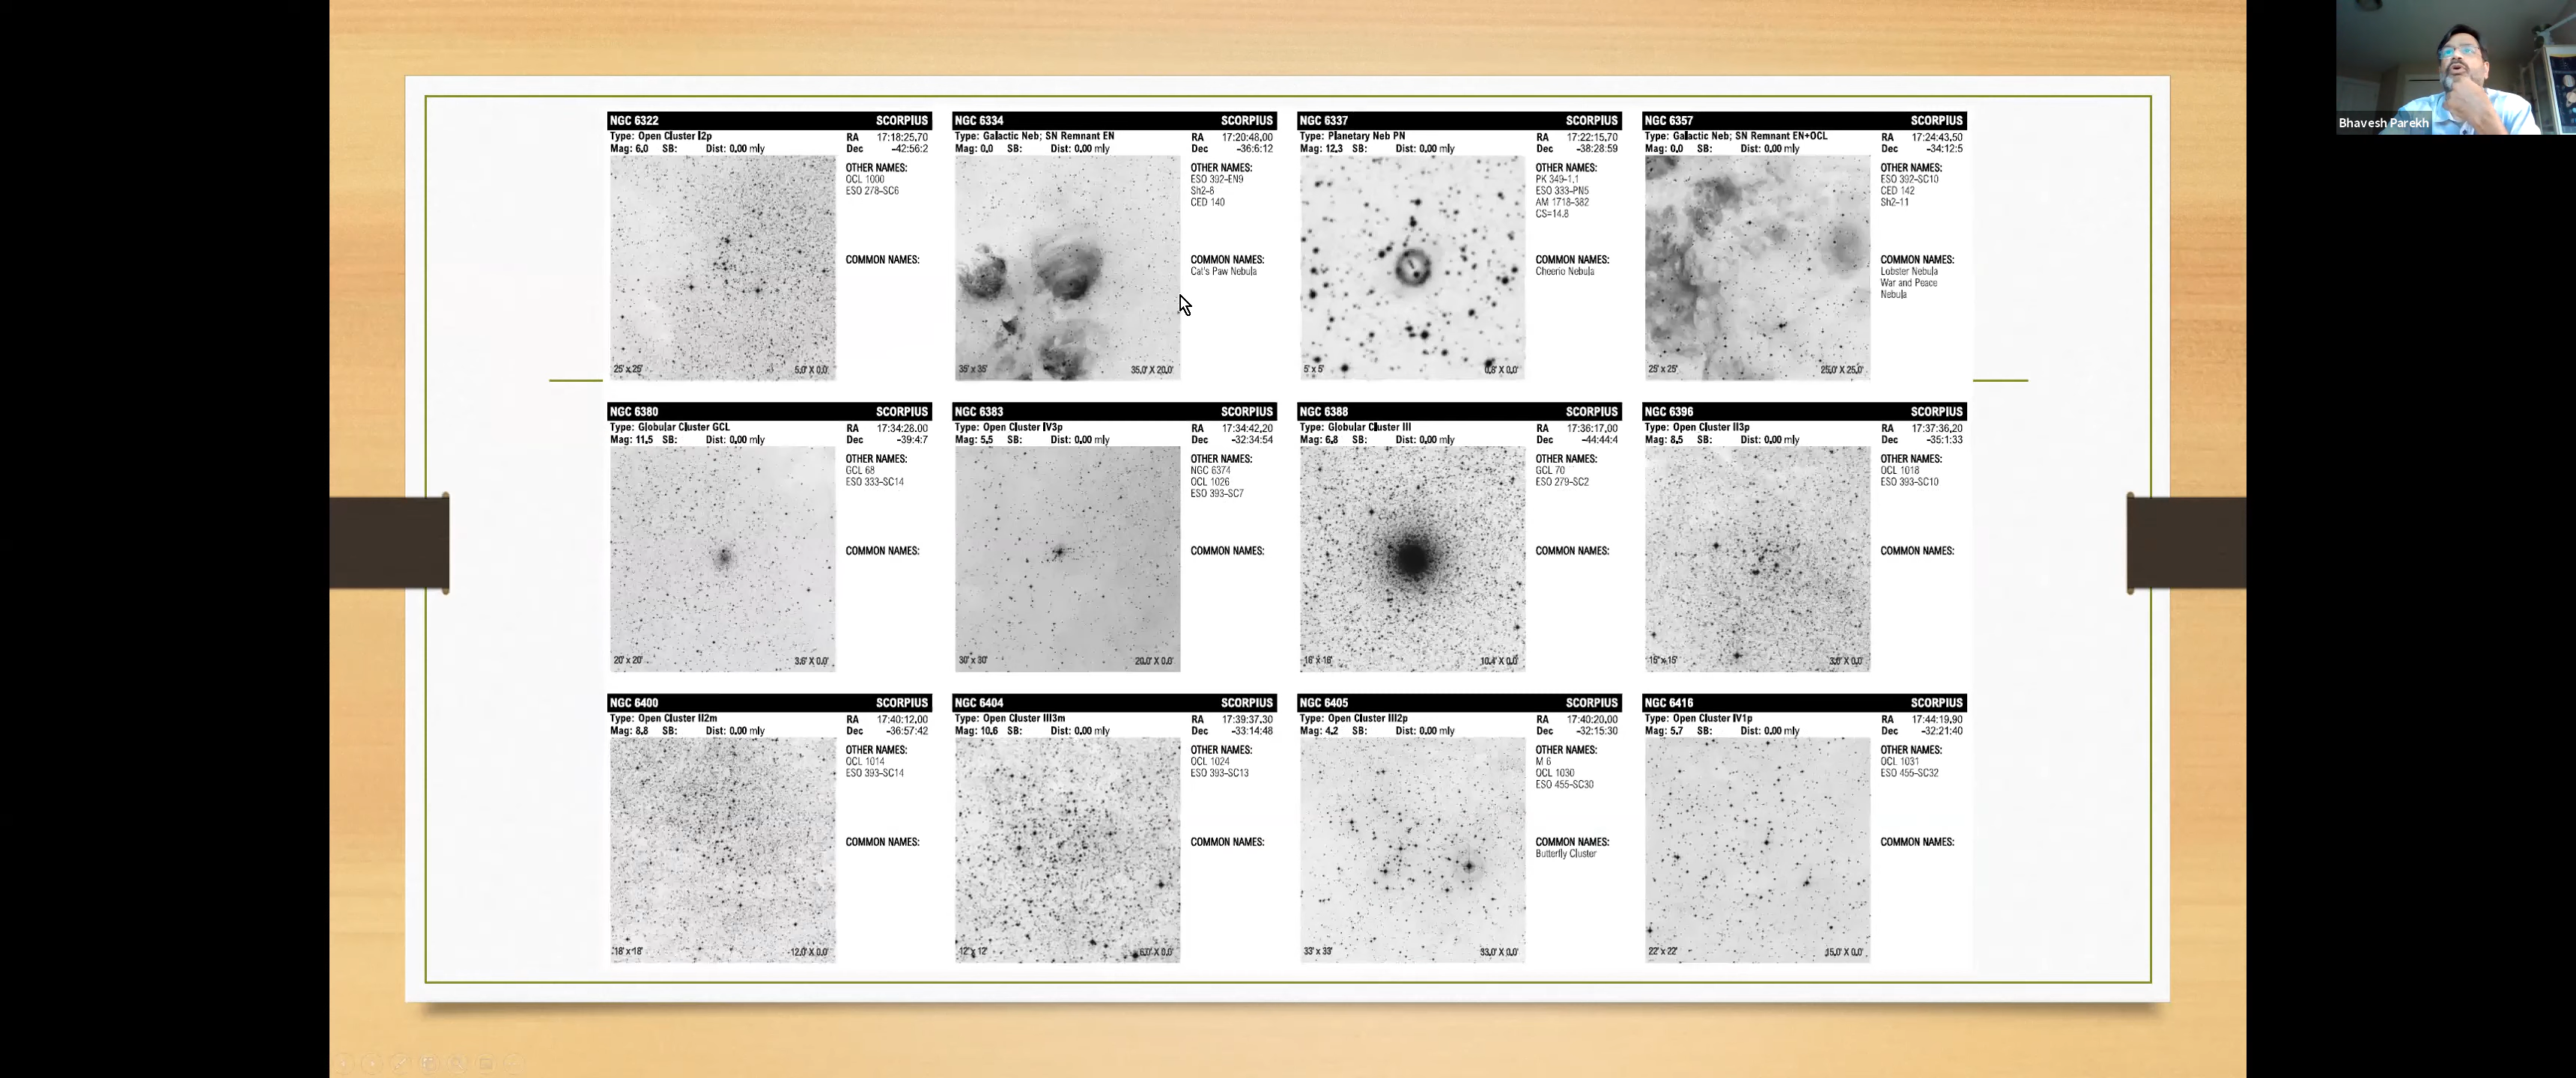 Bhavesh Parekh
NGC 6322 SCORPIUS
Type: Open Cluster I2p RA 17:18:25.70
Mag: 6.0 SB: Dist: 0.00 mly Dec -42:56:2
OTHER NAMES:
OCL 1000
ESO 278-SC6
COMMON NAMES:
25' x 25' 5.0' X 0.0'
NGC 6334 SCORPIUS
Type: Galactic Neb; SN Remnant EN RA 17:20:48.00
Mag: 0.0 SB: Dist: 0.00 mly Dec -36:6:12
OTHER NAMES:
ESO 392-EN9
Sh2-8
CED 140
COMMON NAMES:
Cat's Paw Nebula
35' x 35' 35.0' X 20.0'
NGC 6337 SCORPIUS
Type: Planetary Neb PN RA 17:22:15.70
Mag: 12.3 SB: Dist: 0.00 mly Dec -38:28:59
OTHER NAMES:
PK 349-1.1
ESO 333-PN5
AM 1718-382
CS=14.8
COMMON NAMES:
Cheerio Nebula
5' x 5' 0.8' X 0.0'
NGC 6357 SCORPIUS
Type: Galactic Neb; SN Remnant EN+OCL RA 17:24:43.50
Mag: 0.0 SB: Dist: 0.00 mly Dec -34:12:5
OTHER NAMES:
ESO 392-SC10
CED 142
Sh2-11
COMMON NAMES:
Lobster Nebula
War and Peace
Nebula
25' x 25' 25.0' X 25.0'
NGC 6380 SCORPIUS
Type: Globular Cluster GCL RA 17:34:28.00
Mag: 11.5 SB: Dist: 0.00 mly Dec -39:4:7
OTHER NAMES:
GCL 68
ESO 333-SC14
COMMON NAMES:
20' x 20' 3.6' X 0.0'
NGC 6383 SCORPIUS
Type: Open Cluster IV3p RA 17:34:42.20
Mag: 5.5 SB: Dist: 0.00 mly Dec -32:34:54
OTHER NAMES:
NGC 6374
OCL 1026
ESO 393-SC7
COMMON NAMES:
30' x 30' 20.0' X 0.0'
NGC 6388 SCORPIUS
Type: Globular Cluster III RA 17:36:17.00
Mag: 6.8 SB: Dist: 0.00 mly Dec -44:44:4
OTHER NAMES:
GCL 70
ESO 279-SC2
COMMON NAMES:
10.4' X 0.0'
NGC 6396 SCORPIUS
Type: Open Cluster II3p RA 17:37:36.20
Mag: 8.5 SB: Dist: 0.00 mly Dec -35:1:33
OTHER NAMES:
OCL 1018
ESO 393-SC10
COMMON NAMES:
15' x 15' 3.0' X 0.0'
NGC 6400 SCORPIUS
Type: Open Cluster II2m RA 17:40:12.00
Mag: 8.8 SB: Dist: 0.00 mly Dec -36:57:42
OTHER NAMES:
OCL 1014
ESO 393-SC14
COMMON NAMES:
18' x 18' 12.0' X 0.0'
NGC 6404 SCORPIUS
Type: Open Cluster III3m RA 17:39:37.30
Mag: 10.6 SB: Dist: 0.00 mly Dec -33:14:48
OTHER NAMES:
OCL 1024
ESO 393-SC13
COMMON NAMES:
12' x 12' X 0.0'
NGC 6405 SCORPIUS
Type: Open Cluster III2p RA 17:40:20.00
Mag: 4.2 SB: Dist: 0.00 mly Dec -32:15:30
OTHER NAMES:
M 6
OCL 1030
ESO 455-SC30
COMMON NAMES:
Butterfly Cluster
33' x 33' 33.0' X 0.0'
NGC 6416 SCORPIUS
Type: Open Cluster IV1p RA 17:44:19.90
Mag: 5.7 SB: Dist: 0.00 mly Dec -32:21:40
OTHER NAMES:
OCL 1031
ESO 455-SC32
COMMON NAMES:
22' x 22' 15.0' X 0.0'